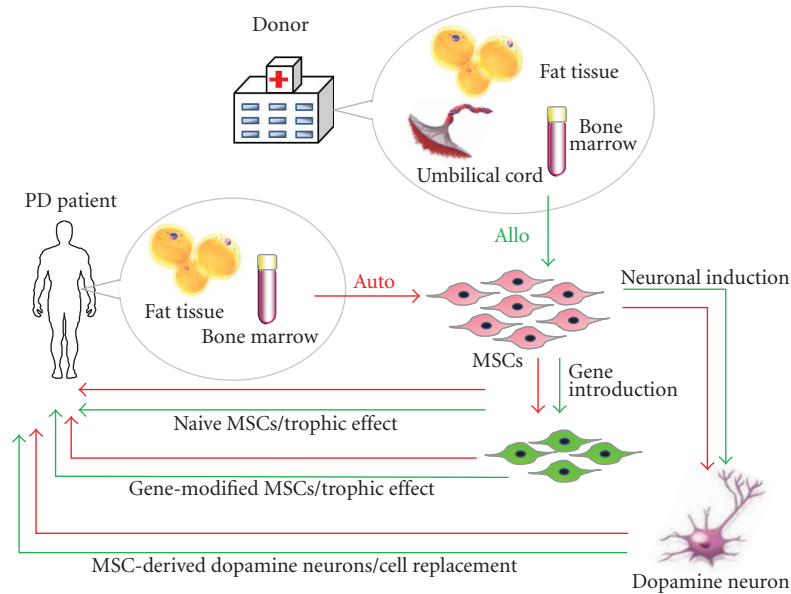 Donor
Fat tissue
Bone
marrow
Umbilical cord
PD patient
Allo
Fat tissue
Bone marrow
Auto
Neuronal induction
MSCs
Gene
introduction
Naive MSCs/trophic effect
Gene-modified MSCs/trophic effect
MSC-derived dopamine neurons/cell replacement
Dopamine neuron